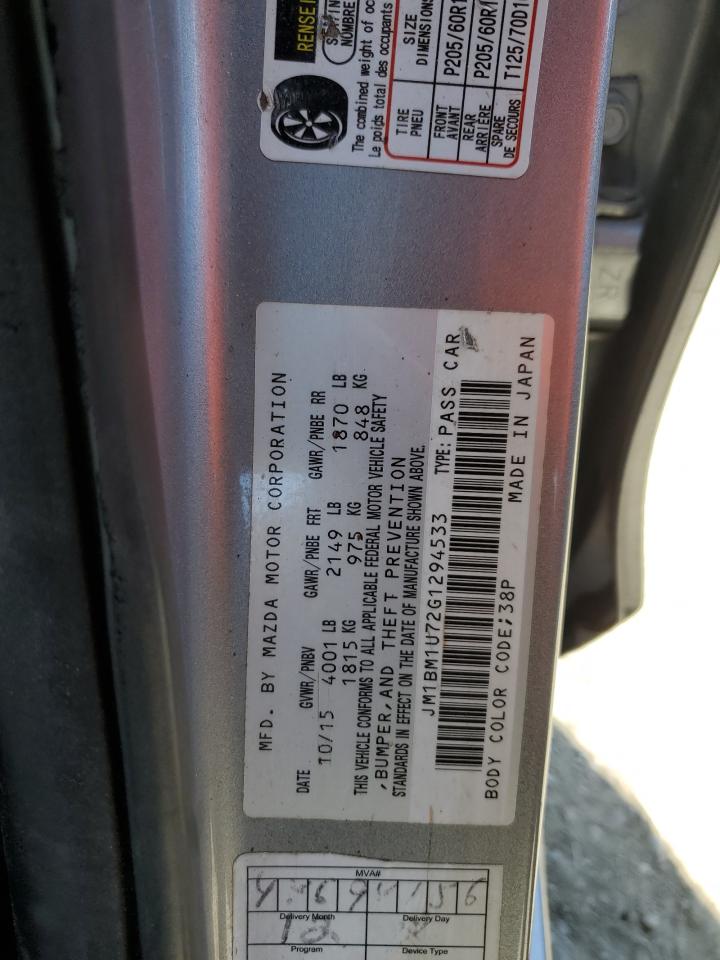 RENSEI
NOMBRE
The combined weight of oc
Le poids total des occupants
TIRE
PNEU
SIZE
DIMENSIONS
FRONT
AVANT
P205/60R1
REAR
ARRIÈRE
P205/60R1
SPARE
DE SECOURS
T125/70D1
MFD. BY MAZDA MOTOR CORPORATION
DATE GVWR/PNBV GAWR/PNBE FRT GAWR/PNBE RR
10/15 4001 LB 2149 LB 1870 LB
1815 KG 975 KG 848 KG
THIS VEHICLE CONFORMS TO ALL APPLICABLE FEDERAL MOTOR VEHICLE SAFETY
,BUMPER,AND THEFT PREVENTION
STANDARDS IN EFFECT ON THE DATE OF MANUFACTURE SHOWN ABOVE.
JM1BM1U72G1294533 TYPE: PASS CAR
BODY COLOR CODE;38P MADE IN JAPAN
MVA#
Delivery Month Delivery Day
12
Program Device Type
ZR